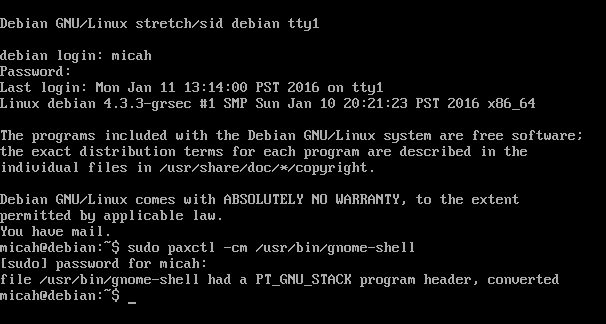 Debian GNU/Linux stretch/sid debian tty1
debian login: micah
Password:
Last login: Mon Jan 11 13:14:00 PST 2016 on tty1
Linux debian 4.3.3-grsec #1 SMP Sun Jan 10 20:21:23 PST 2016 x86_64
The programs included with the Debian GNU/Linux system are free software;
the exact distribution terms for each program are described in the
individual files in /usr/share/doc/*/copyright.
Debian GNU/Linux comes with ABSOLUTELY NO WARRANTY, to the extent
permitted by applicable law.
You have mail.
micah@debian:~$ sudo paxctl -cm /usr/bin/gnome-shell
[sudo] password for micah:
file /usr/bin/gnome-shell had a PT_GNU_STACK program header, converted
micah@debian:~$ _